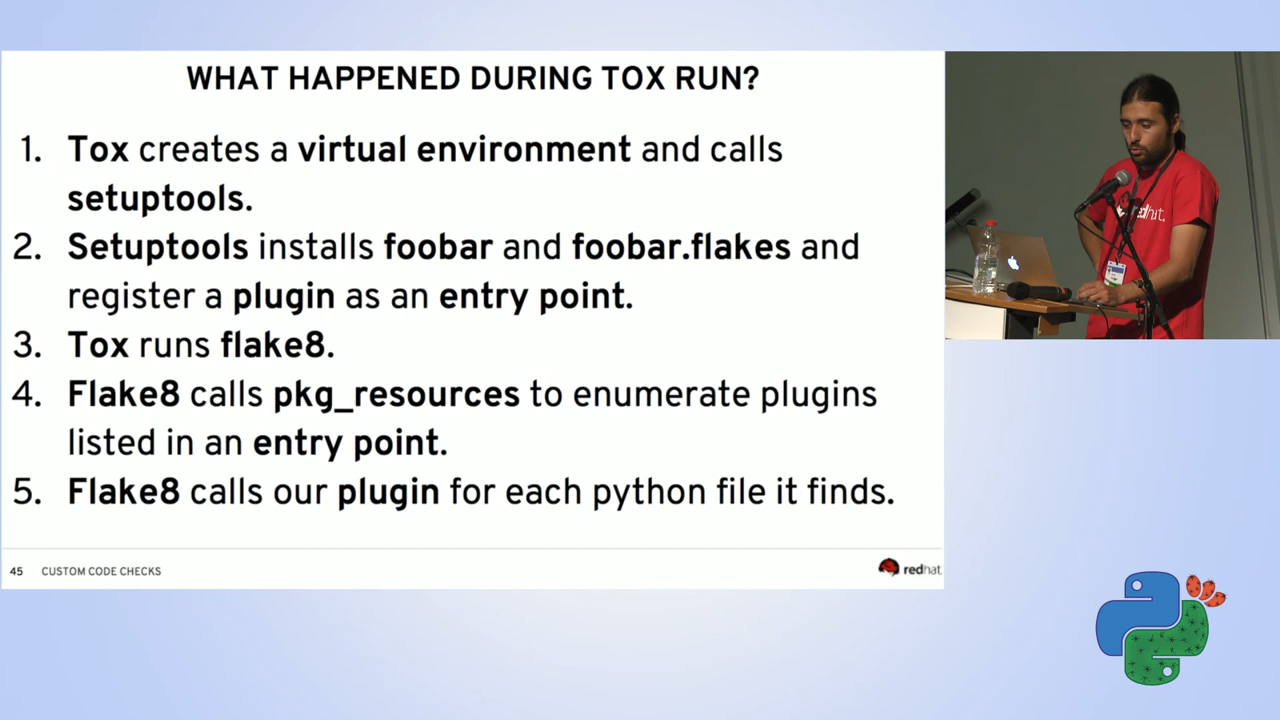 WHAT HAPPENED DURING TOX RUN?
1. Tox creates a virtual environment and calls
setuptools.
2. Setuptools installs foobar and foobar.flakes and
register a plugin as an entry point.
3. Tox runs flake8.
4. Flake8 calls pkg_resources to enumerate plugins
listed in an entry point.
5. Flake8 calls our plugin for each python file it finds.
45 CUSTOM CODE CHECKS
redhat
redhat.